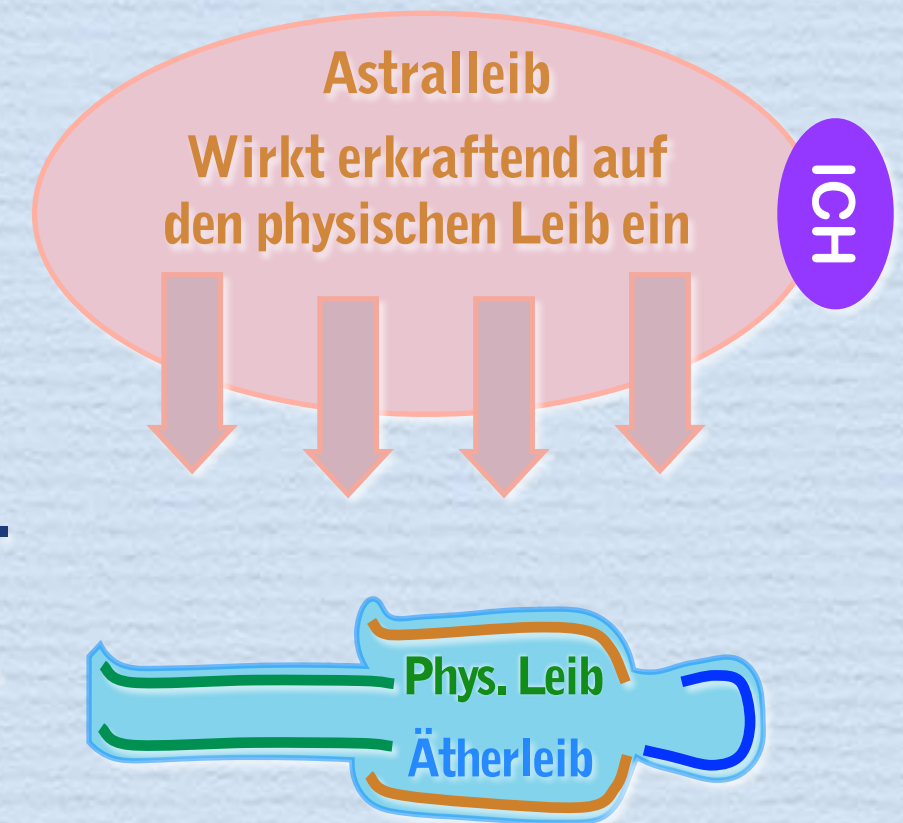 Astralleib
Wirkt erkraftend auf
den physischen Leib ein
ICH
Phys. Leib
Ätherleib